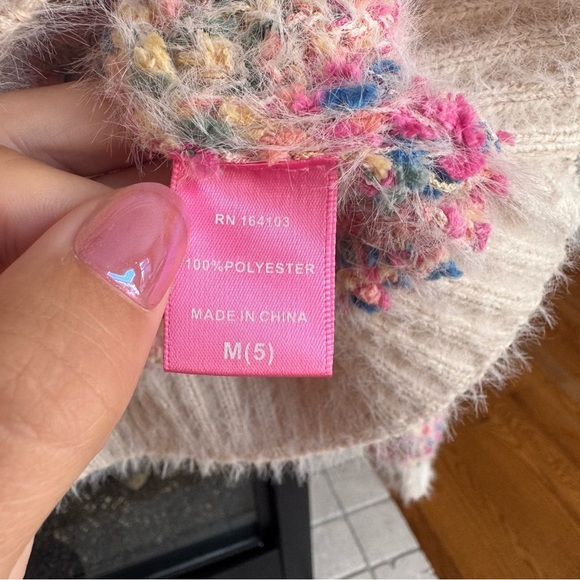 RN 164103
100%POLYESTER
MADE IN CHINA
M(5)